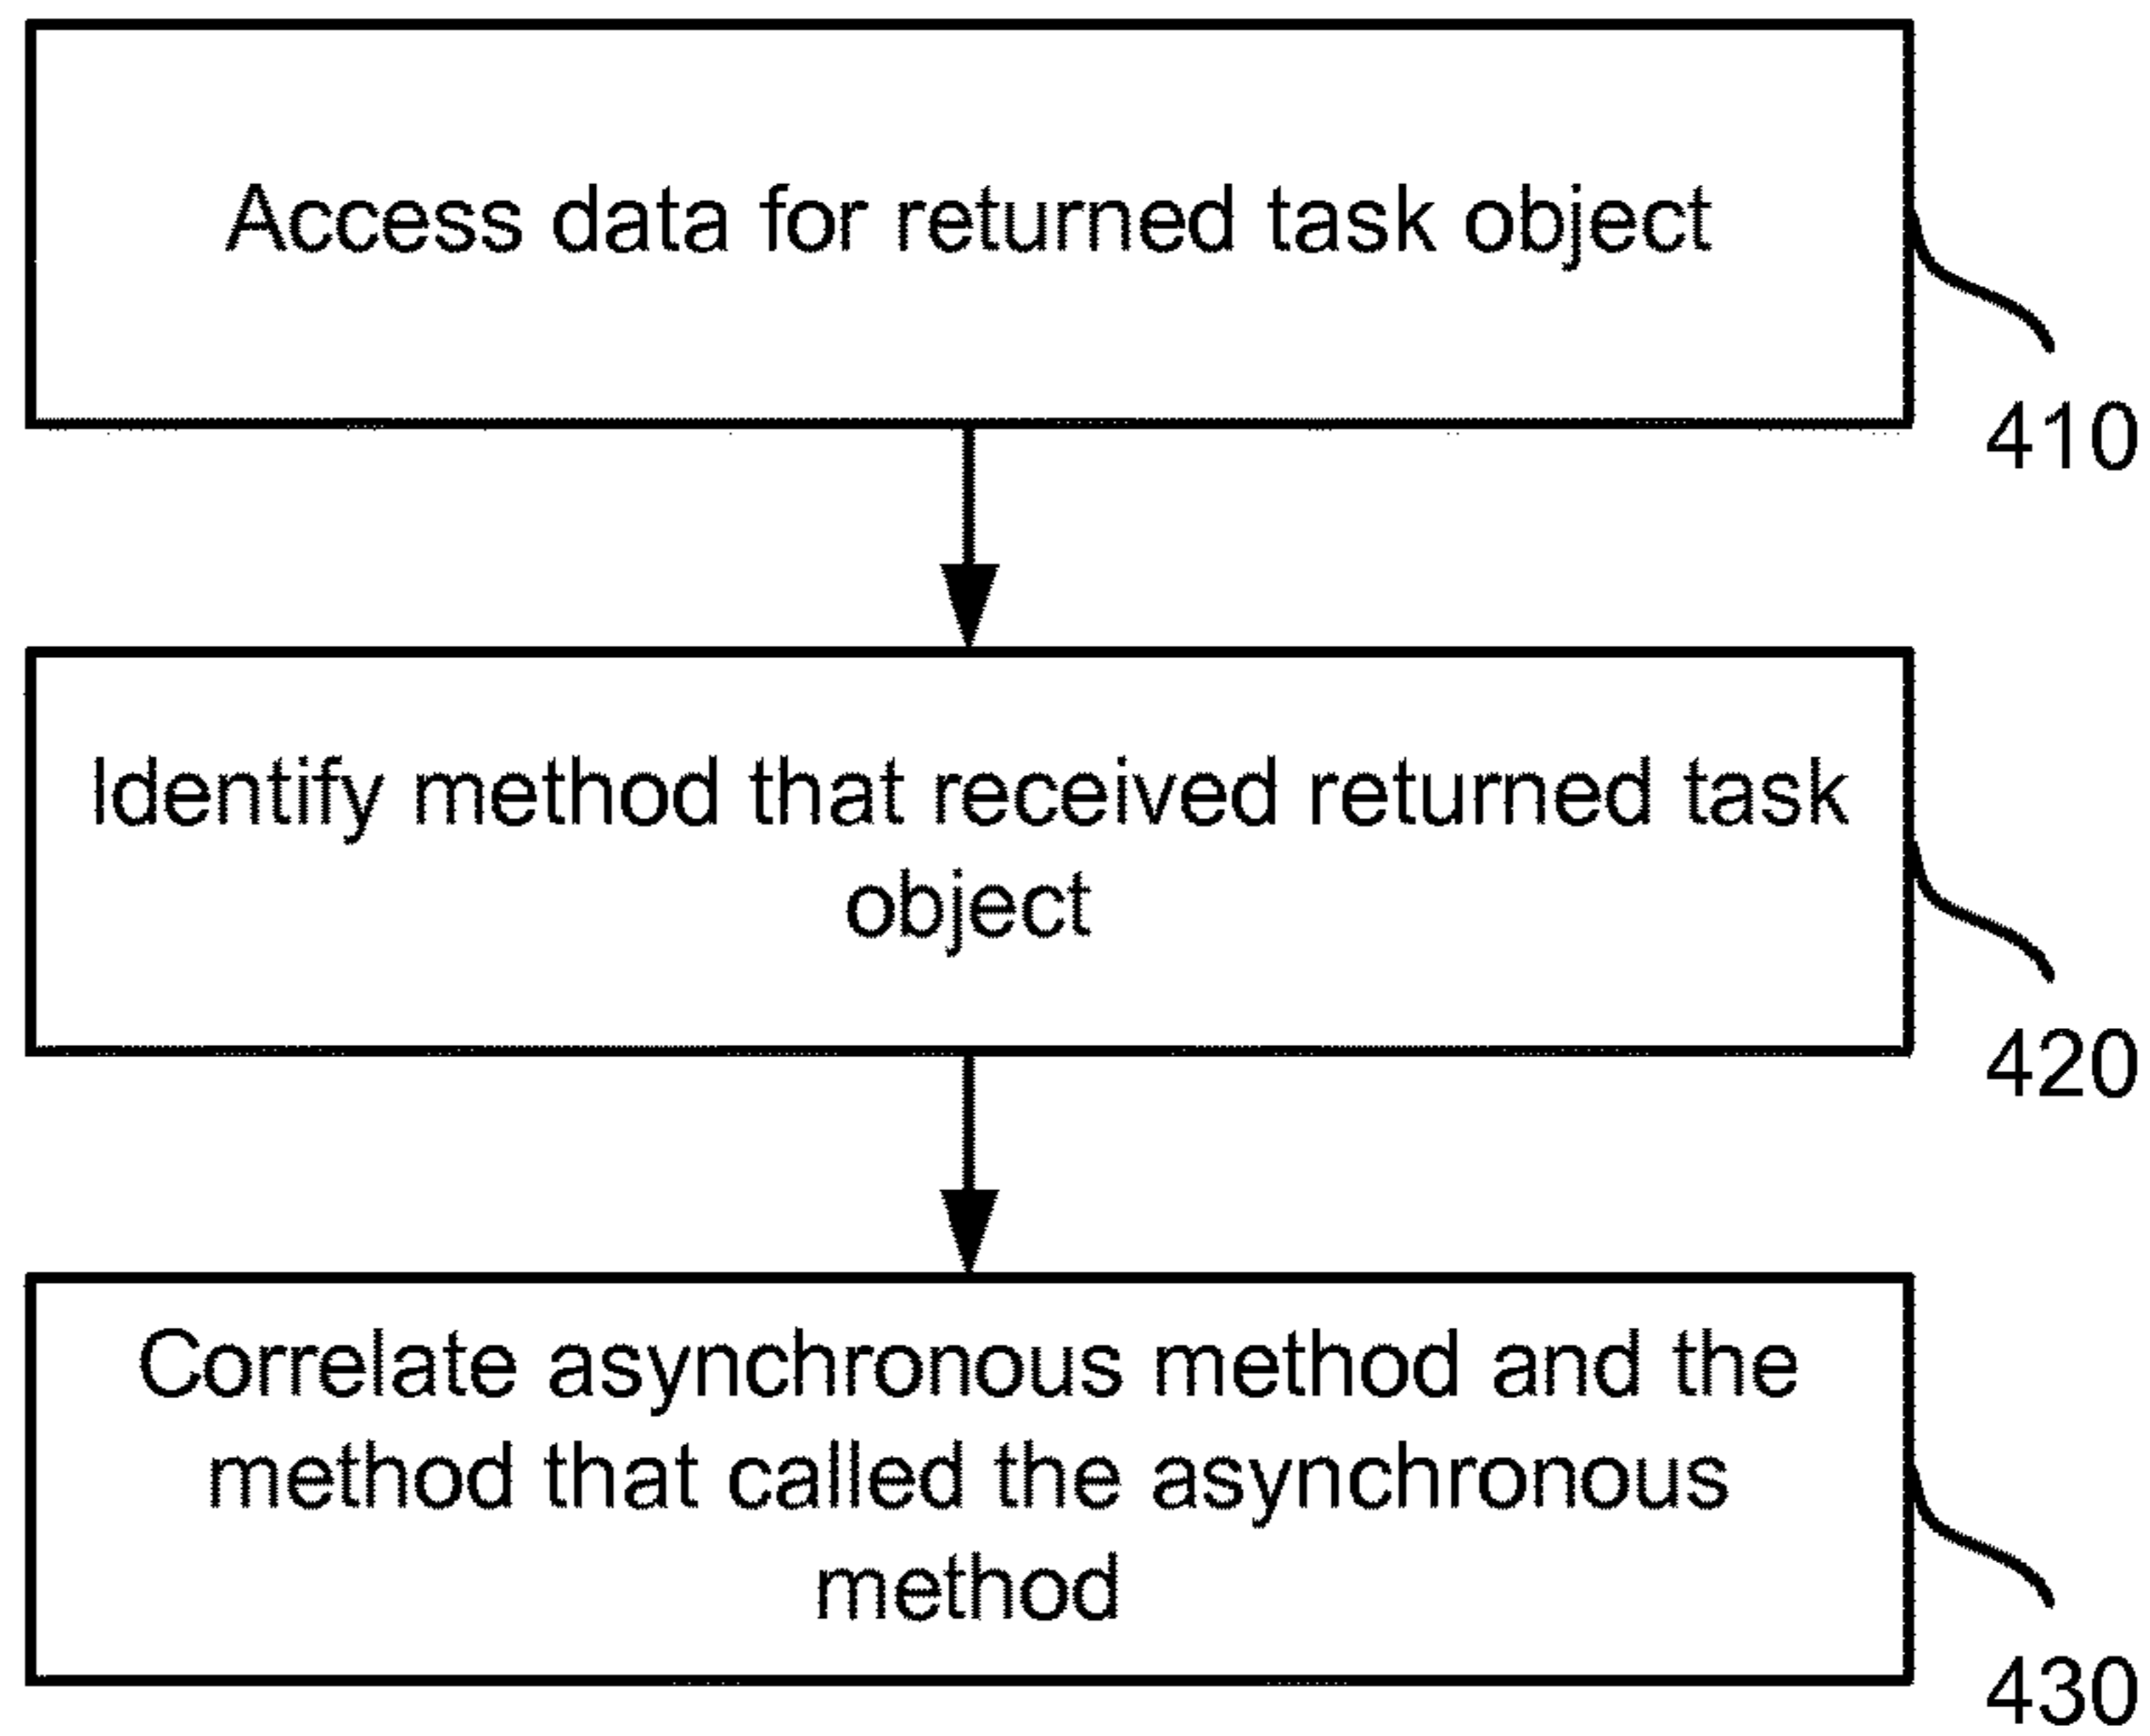 Access data for returned task object
410
Identify method that received returned task
object
420
Correlate asynchronous method and the
method that called the asynchronous
method
430